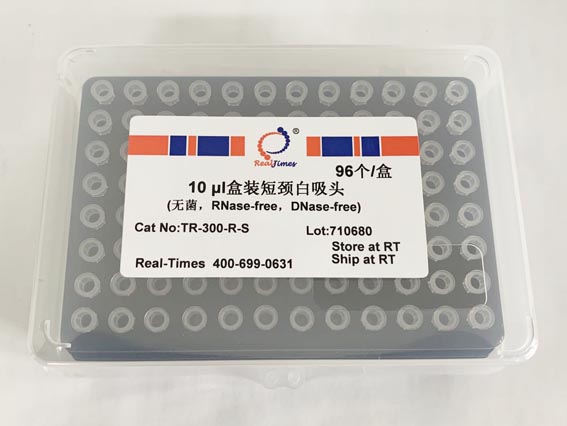 ®
RealTimes
96个/盒
10 µl盒装短颈白吸头
(无菌，RNase-free，DNase-free)
Cat No:TR-300-R-S
Lot:710680
Store at RT
Ship at RT
Real-Times 400-699-0631